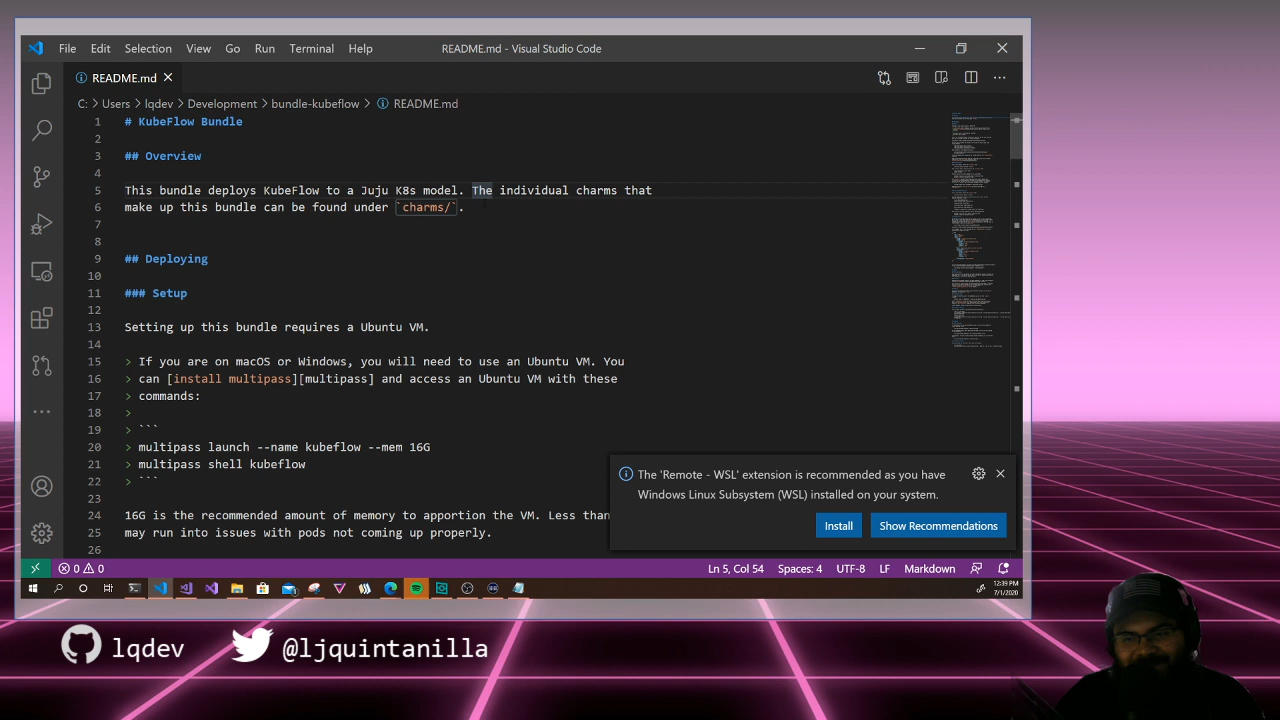 File Edit Selection View Go Run Terminal Help README.md - Visual Studio Code
README.md
C: > Users > lqdev > Development > bundle-kubeflow > README.md
1 # KubeFlow Bundle
2
3 ## Overview
4
5 This bundle deploys KubeFlow to a Juju K8s model. The individual charms that
6 make up this bundle can be found under `charms/`.
7
8
9 ## Deploying
10
11 ### Setup
12
13 Stting up this bundle requires a Ubuntu VM.
14
15 > If you are on macos or Windows, you will need to use an Ubuntu VM. You
16 > can [install multipass][multipass] and access an Ubuntu VM with these
17 > commands:
18 >
19 > ```
20 > multipass launch --name kubeflow --mem 16G
21 > multipass shell kubeflow
22 > ```
23
24 16G is the recommended amount of memory to apportion the VM. Less than
25 may run into issues with pods not coming up properly.
26
The 'Remote - WSL' extension is recommended as you have
Windows Linux Subsystem (WSL) installed on your system.
Install Show Recommendations
0 0 Ln 5, Col 54 Spaces: 4 UTF-8 LF Markdown
12:39 PM
7/1/2020
lqdev @ljquintanilla